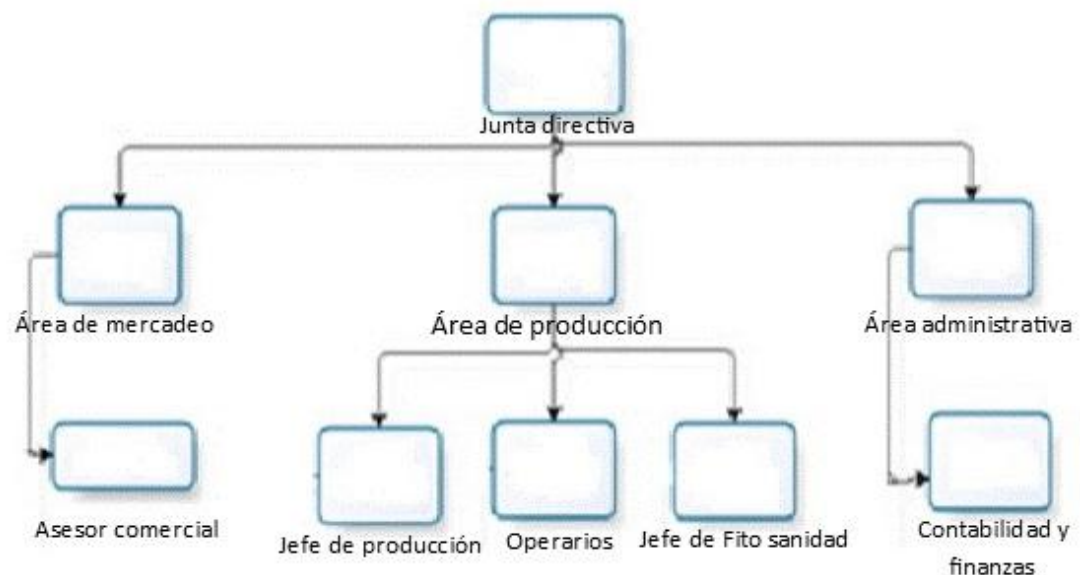 Junta directiva
Área de mercadeo
Área de producción
Área administrativa
Asesor comercial
Jefe de producción
Operarios
Jefe de Fito sanidad
Contabilidad y
finanzas